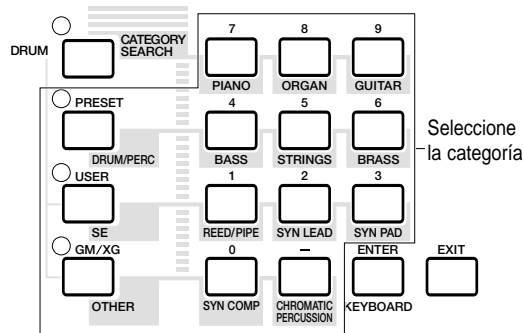 DRUM
CATEGORY
SEARCH
7 8 9
PIANO ORGAN GUITAR
PRESET
4 5 6
DRUM/PERC
BASS STRINGS BRASS
Seleccione
la categoría
USER
1 2 3
SE
REED/PIPE SYN LEAD SYN PAD
GM/XG
0 – ENTER EXIT
OTHER
SYN COMP CHROMATIC
PERCUSSION
KEYBOARD